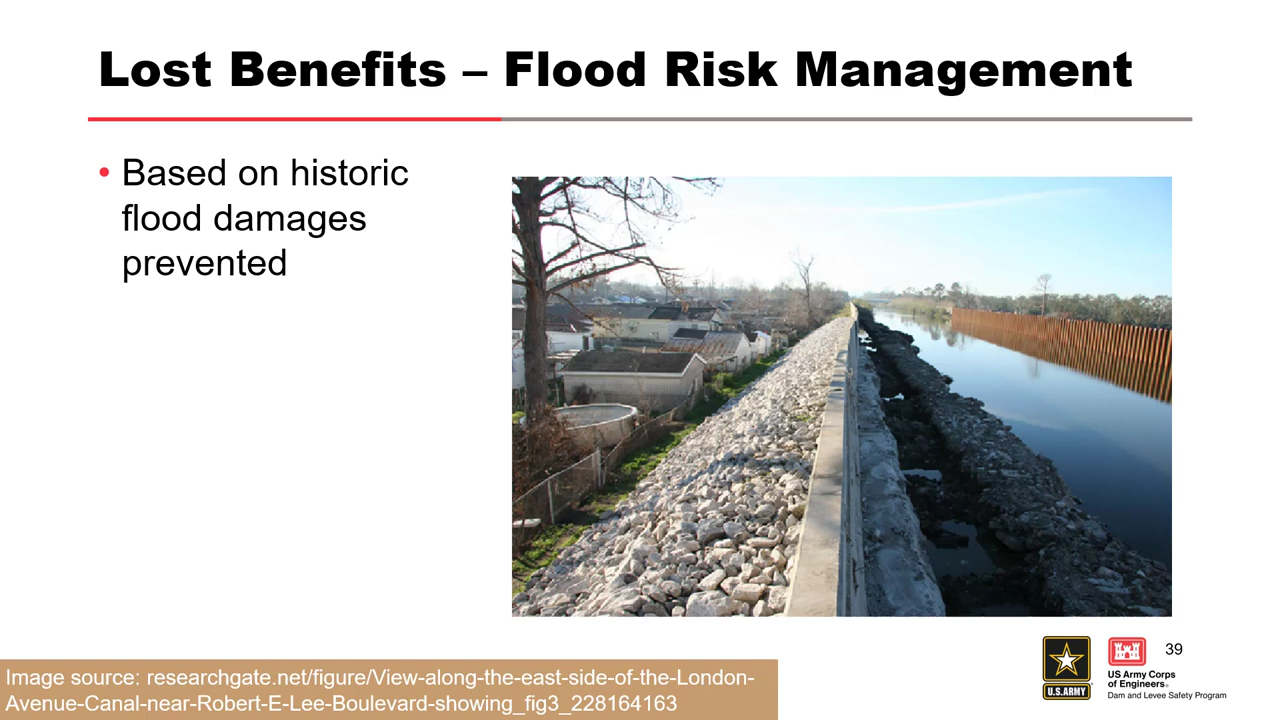 Lost Benefits – Flood Risk Management
• Based on historic
flood damages
prevented
39
U.S.ARMY
US Army Corps
of Engineers®
Dam and Levee Safety Program
Image source: researchgate.net/figure/View-along-the-east-side-of-the-London-
Avenue-Canal-near-Robert-E-Lee-Boulevard-showing_fig3_228164163